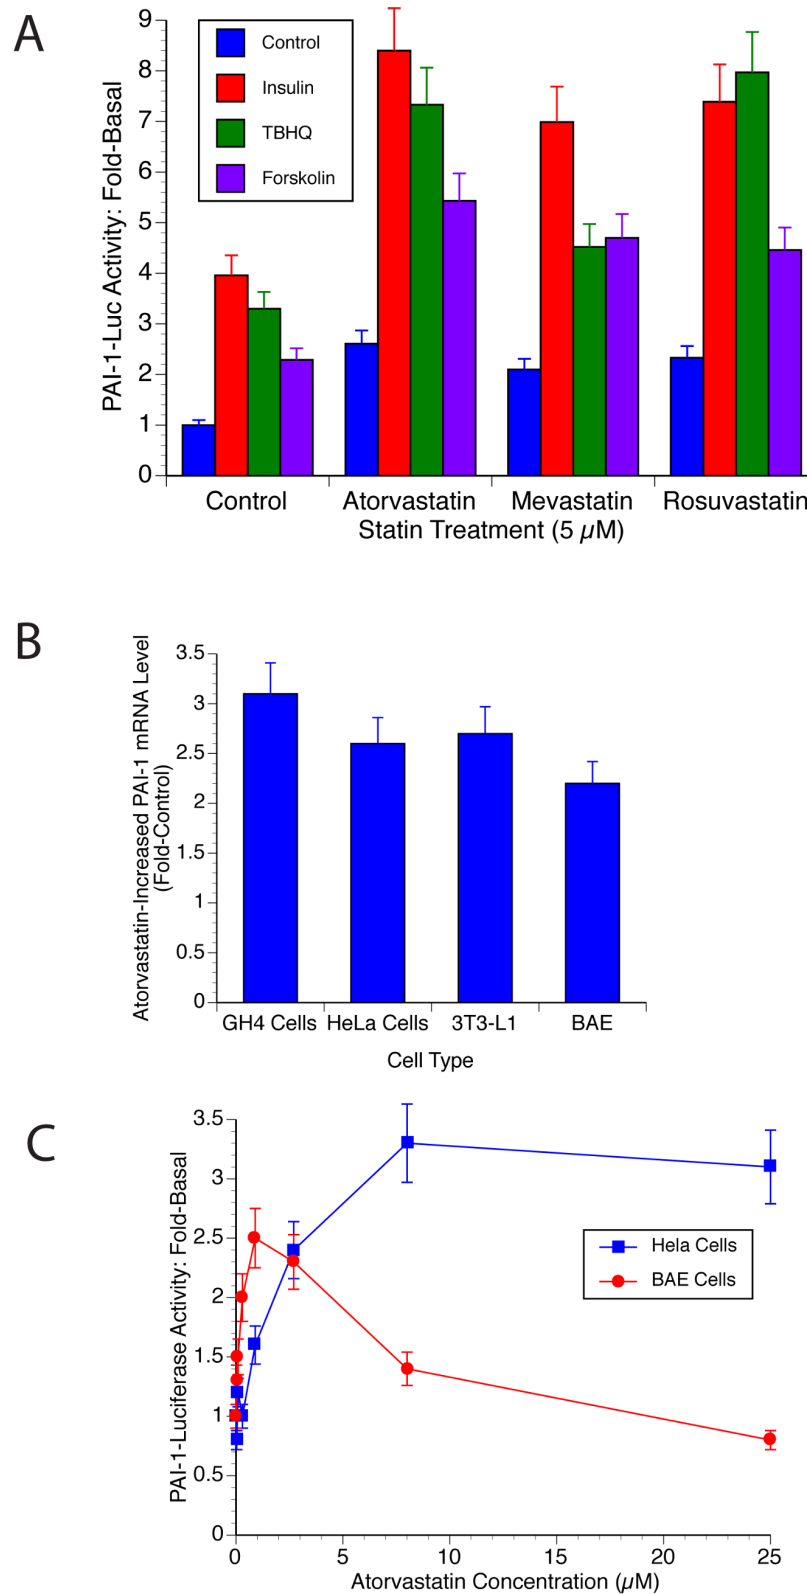 A
PAI-1-Luc Activity: Fold-Basal
9
8
7
6
5
4
3
2
1
0
Control
Insulin
TBHQ
Forskolin
Control Atorvastatin Mevastatin Rosuvastatin
Statin Treatment (5 µM)
B
Atorvastatin-Increased PAI-1 mRNA Level
(Fold-Control)
3.5
3
2.5
2
1.5
1
0.5
0
GH4 Cells HeLa Cells 3T3-L1 BAE
Cell Type
C
PAI-1-Luciferase Activity: Fold-Basal
3.5
3
2.5
2
1.5
1
0.5
0
Hela Cells
BAE Cells
0 5 10 15 20 25
Atorvastatin Concentration (µM)